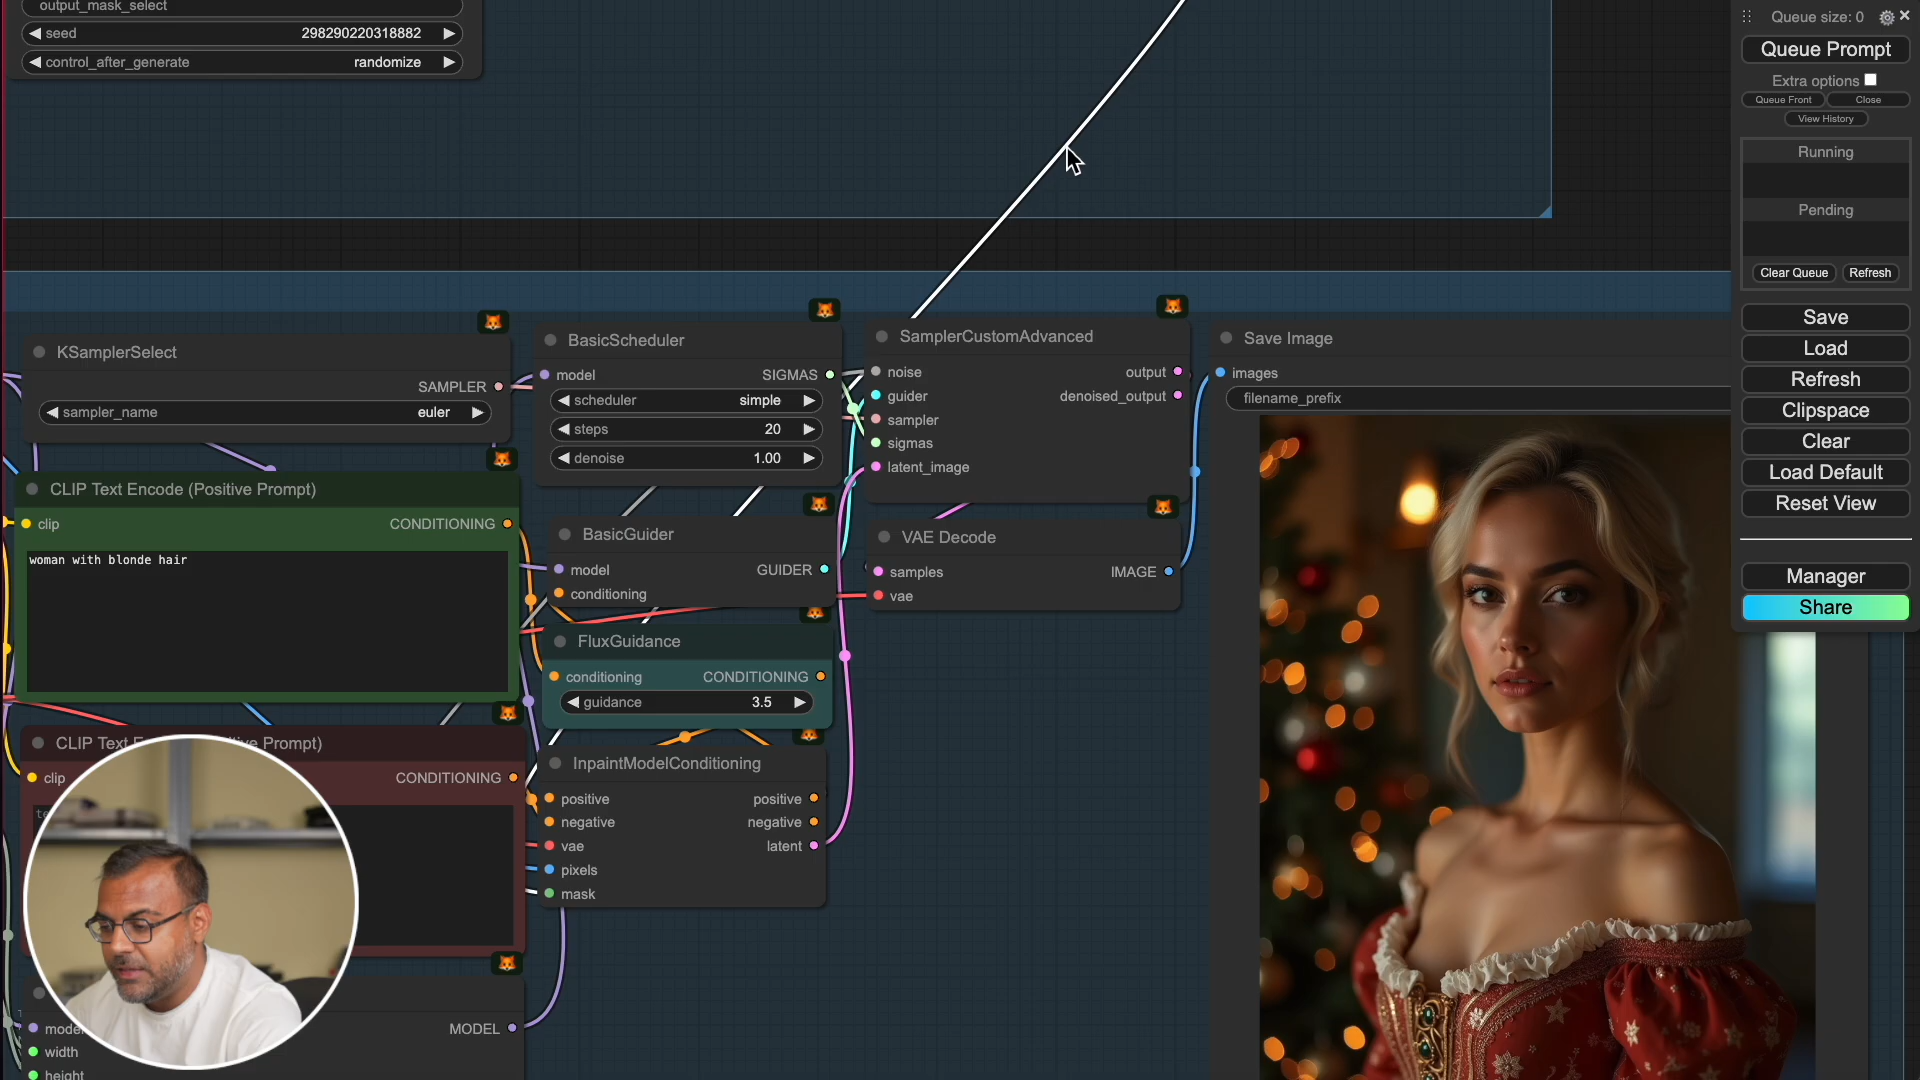 output_mask_select
seed 298290220318882
control_after_generate randomize
KSamplerSelect
SAMPLER
sampler_name euler
CLIP Text Encode (Positive Prompt)
clip CONDITIONING
woman with blonde hair
CLIP Text En
ive Prompt)
clip CONDITIONING
te
mode MODEL
width
height
BasicScheduler
model SIGMAS
scheduler simple
steps 20
denoise 1.00
BasicGuider
model GUIDER
conditioning
FluxGuidance
conditioning CONDITIONING
guidance 3.5
InpaintModelConditioning
positive positive
negative negative
vae latent
pixels
mask
SamplerCustomAdvanced
noise output
guider denoised_output
sampler
sigmas
latent_image
VAE Decode
samples IMAGE
vae
Save Image
images
filename_prefix
Queue size: 0
Queue Prompt
Extra options
Queue Front Close
View History
Running
Pending
Clear Queue Refresh
Save
Load
Refresh
Clipspace
Clear
Load Default
Reset View
Manager
Share